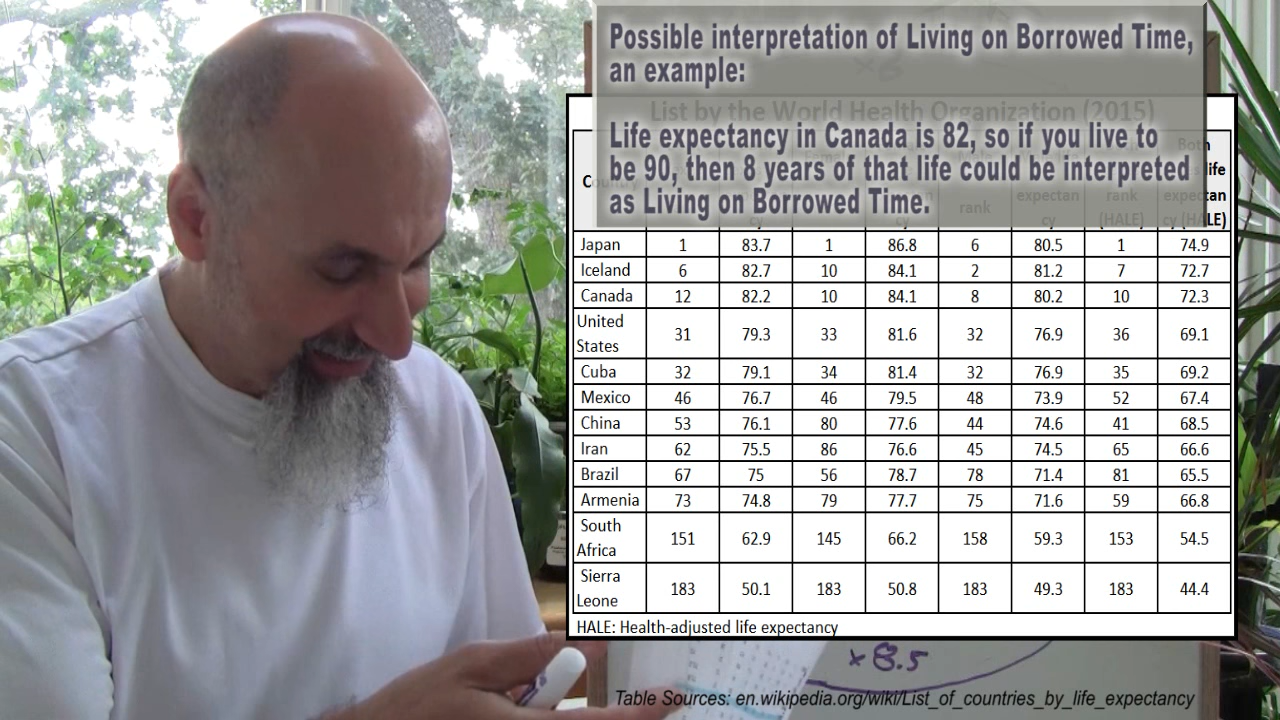 Possible interpretation of Living on Borrowed Time,
an example:
List by the World Health Organization (2015)
Life expectancy in Canada is 82, so if you live to
be 90, then 8 years of that life could be interpreted
as Living on Borrowed Time.
Both
life
rank expectan rank expectan
cy cy cy (HALE) cy (HALE)
Japan 1 83.7 1 86.8 6 80.5 1 74.9
Iceland 6 82.7 10 84.1 2 81.2 7 72.7
Canada 12 82.2 10 84.1 8 80.2 10 72.3
United
States 31 79.3 33 81.6 32 76.9 36 69.1
Cuba 32 79.1 34 81.4 32 76.9 35 69.2
Mexico 46 76.7 46 79.5 48 73.9 52 67.4
China 53 76.1 80 77.6 44 74.6 41 68.5
Iran 62 75.5 86 76.6 45 74.5 65 66.6
Brazil 67 75 56 78.7 78 71.4 81 65.5
Armenia 73 74.8 79 77.7 75 71.6 59 66.8
South
Africa 151 62.9 145 66.2 158 59.3 153 54.5
Sierra
Leone 183 50.1 183 50.8 183 49.3 183 44.4
HALE: Health-adjusted life expectancy
x 8.5
Table Sources: en.wikipedia.org/wiki/List_of_countries_by_life_expectancy